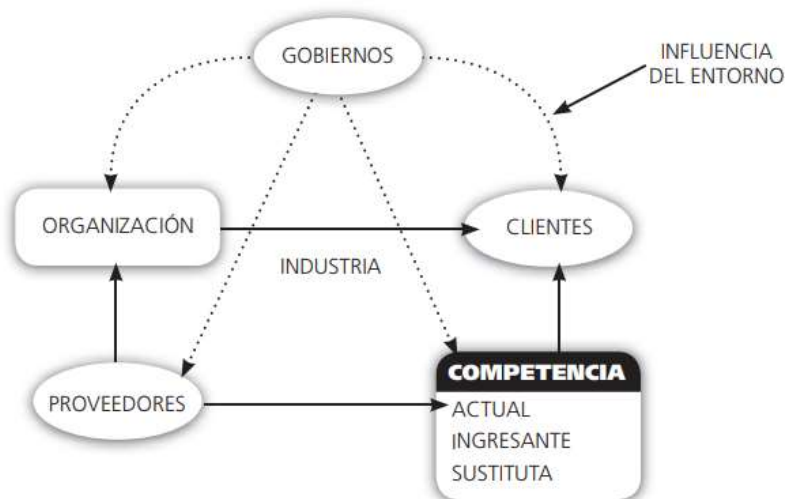 GOBIERNOS
INFLUENCIA
DEL ENTORNO
ORGANIZACIÓN
CLIENTES
INDUSTRIA
PROVEEDORES
COMPETENCIA
ACTUAL
INGRESANTE
SUSTITUTA